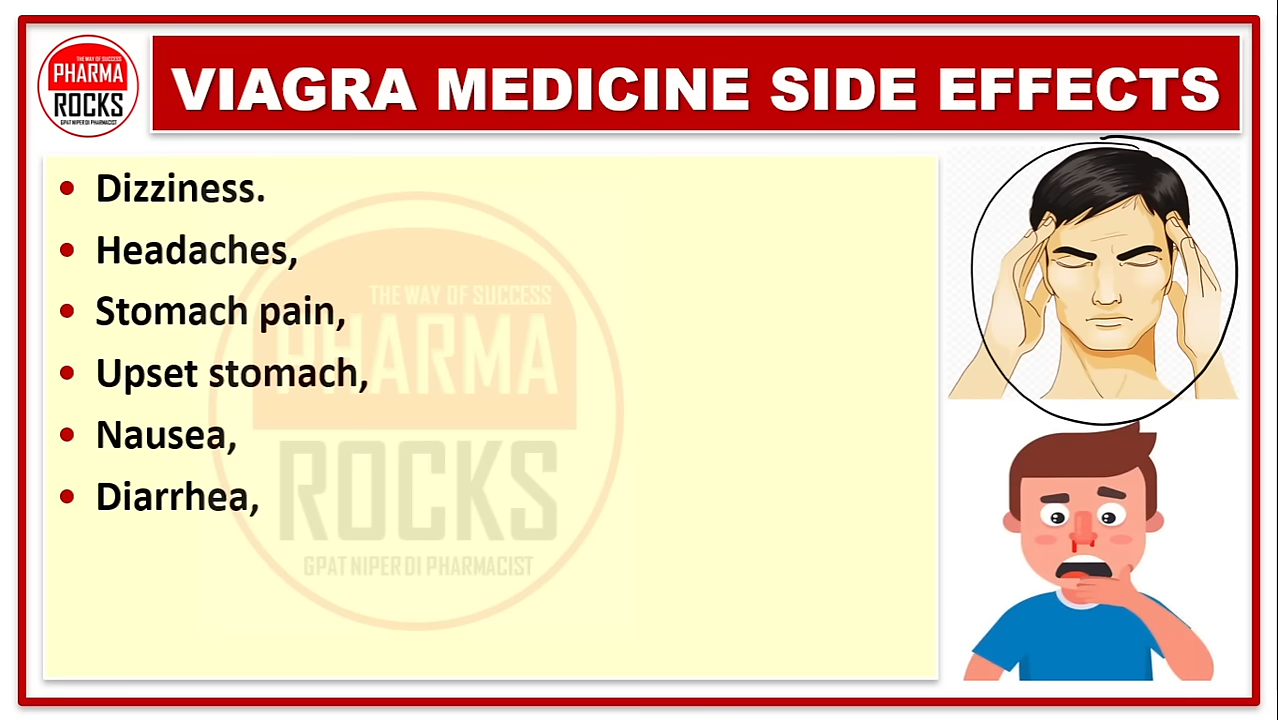 THE WAY OF SUCCESS
PHARMA
ROCKS
GPAT NIPER DI PHARMACIST
VIAGRA MEDICINE SIDE EFFECTS
• Dizziness.
• Headaches,
• Stomach pain,
• Upset stomach,
• Nausea,
• Diarrhea,
THE WAY OF SUCCESS
PHARMA
ROCKS
GPAT NIPER DI PHARMACIST